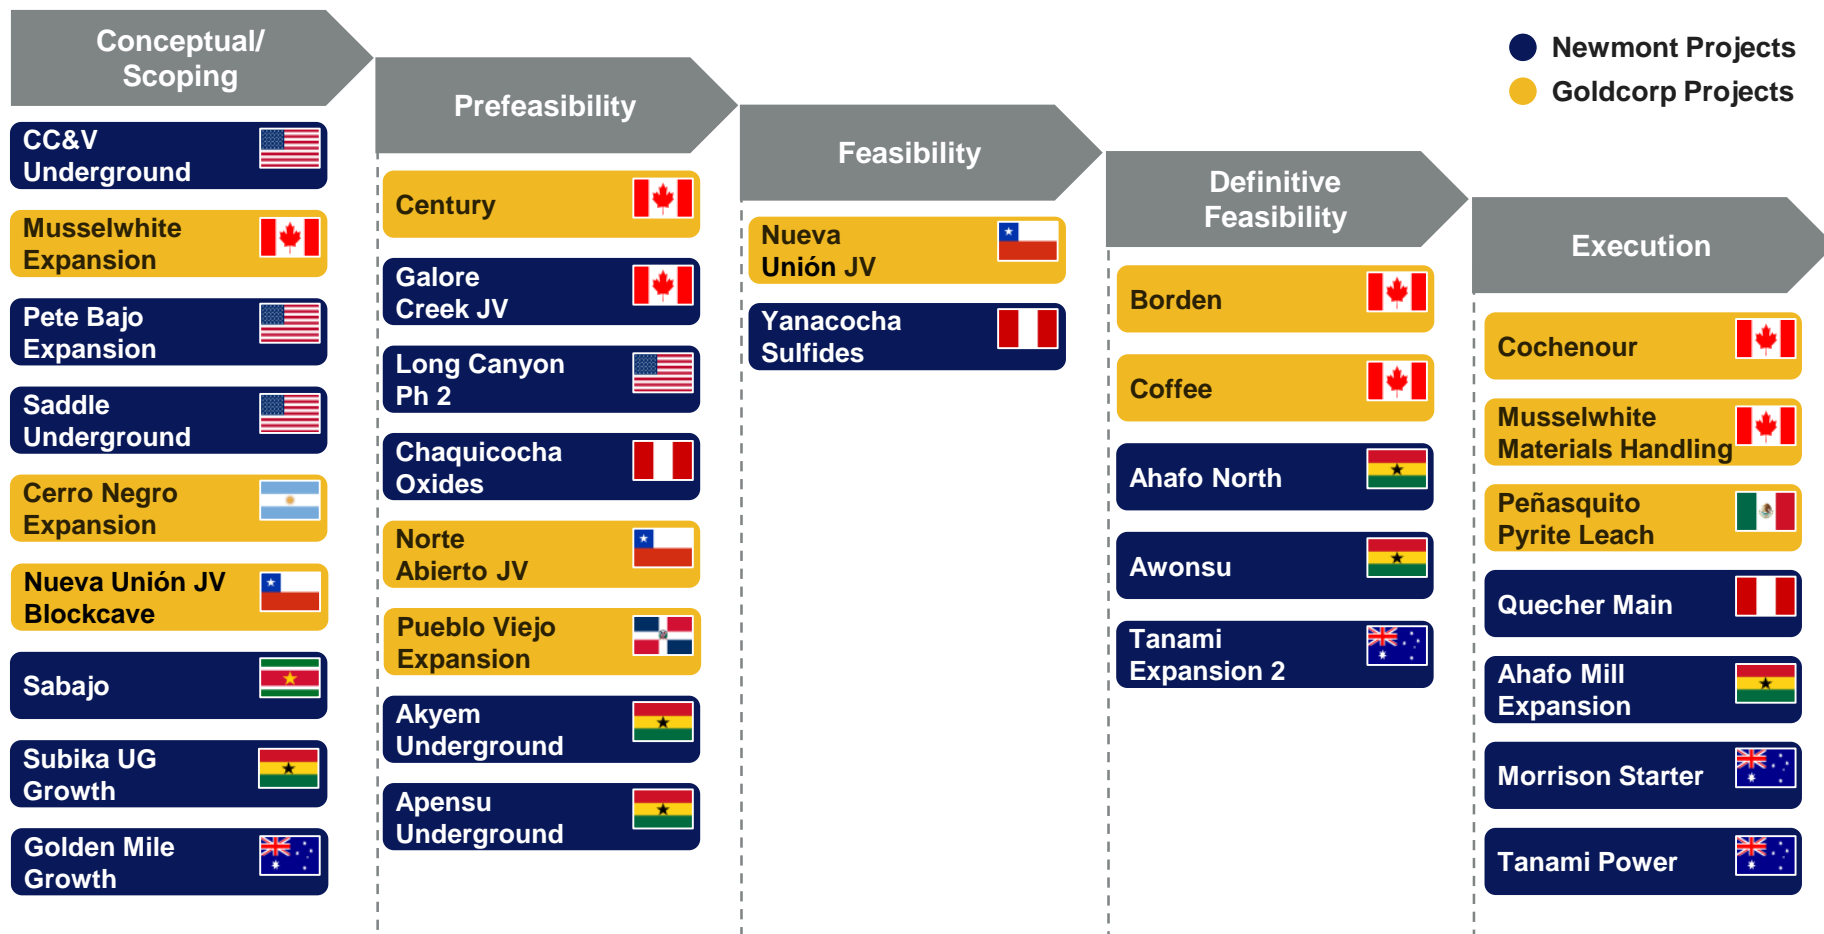 Conceptual/
Scoping
Prefeasibility
Feasibility
Definitive
Feasibility
Execution
Newmont Projects
Goldcorp Projects
CC&V
Underground
Musselwhite
Expansion
Pete Bajo
Expansion
Saddle
Underground
Cerro Negro
Expansion
Nueva Unión JV
Blockcave
Sabajo
Subika UG
Growth
Golden Mile
Growth
Century
Galore
Creek JV
Long Canyon
Ph 2
Chaquicocha
Oxides
Norte
Abierto JV
Pueblo Viejo
Expansion
Akyem
Underground
Apensu
Underground
Nueva
Unión JV
Yanacocha
Sulfides
Borden
Coffee
Ahafo North
Awonsu
Tanami
Expansion 2
Cochenour
Musselwhite
Materials Handling
Peñasquito
Pyrite Leach
Quecher Main
Ahafo Mill
Expansion
Morrison Starter
Tanami Power